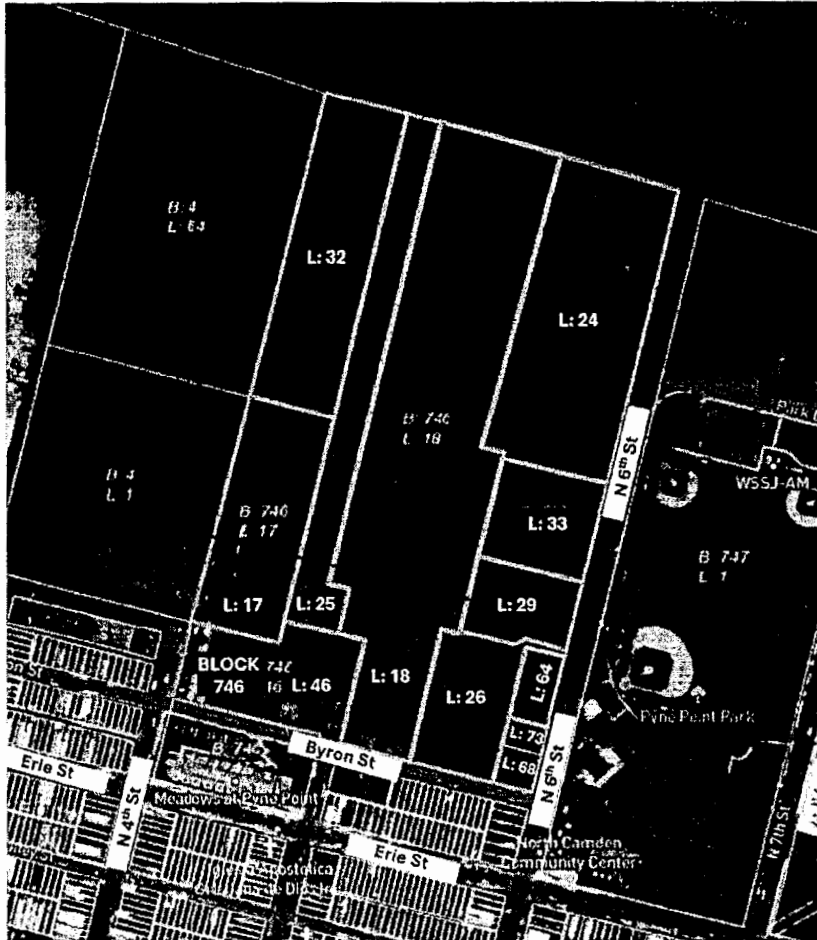 B: 4
L: 64
L: 32
L: 24
B: 746
L: 18
N 6th St
WSSJ-AM
B: 4
L: 1
B: 746
L: 17
L: 33
B: 747
L: 1
L: 17
L: 25
L: 29
BLOCK
746
L: 46
L: 18
L: 26
L: 64
Pyne Point Park
L: 73
L: 68
Byron St
N 6th St
Erie St
Meadows at Pyne Point
N 4th St
Erie St
North Camden
Community Center
N 7th St